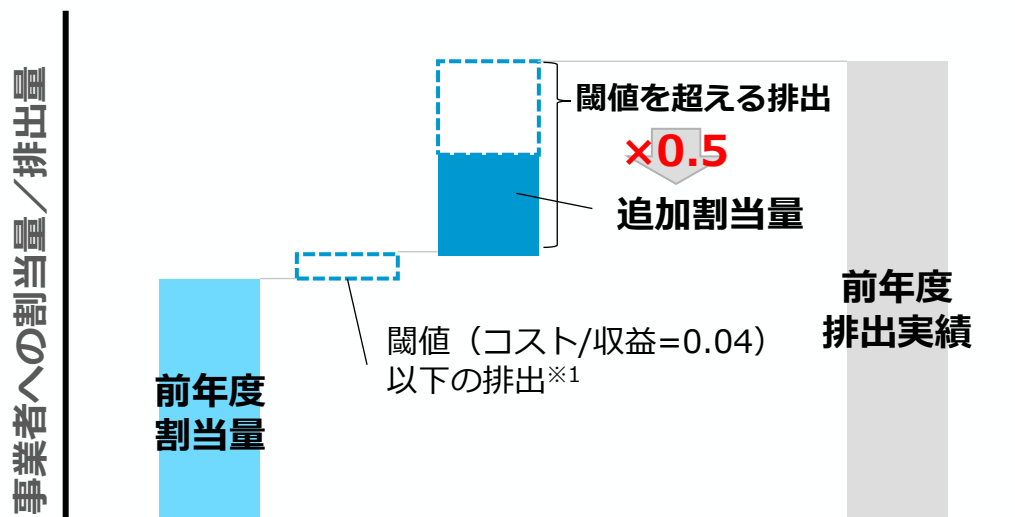 事業者への割当量／排出量
閾値を超える排出
×0.5
追加割当量
前年度
排出実績
閾値（コスト/収益=0.04）
以下の排出※1
前年度
割当量